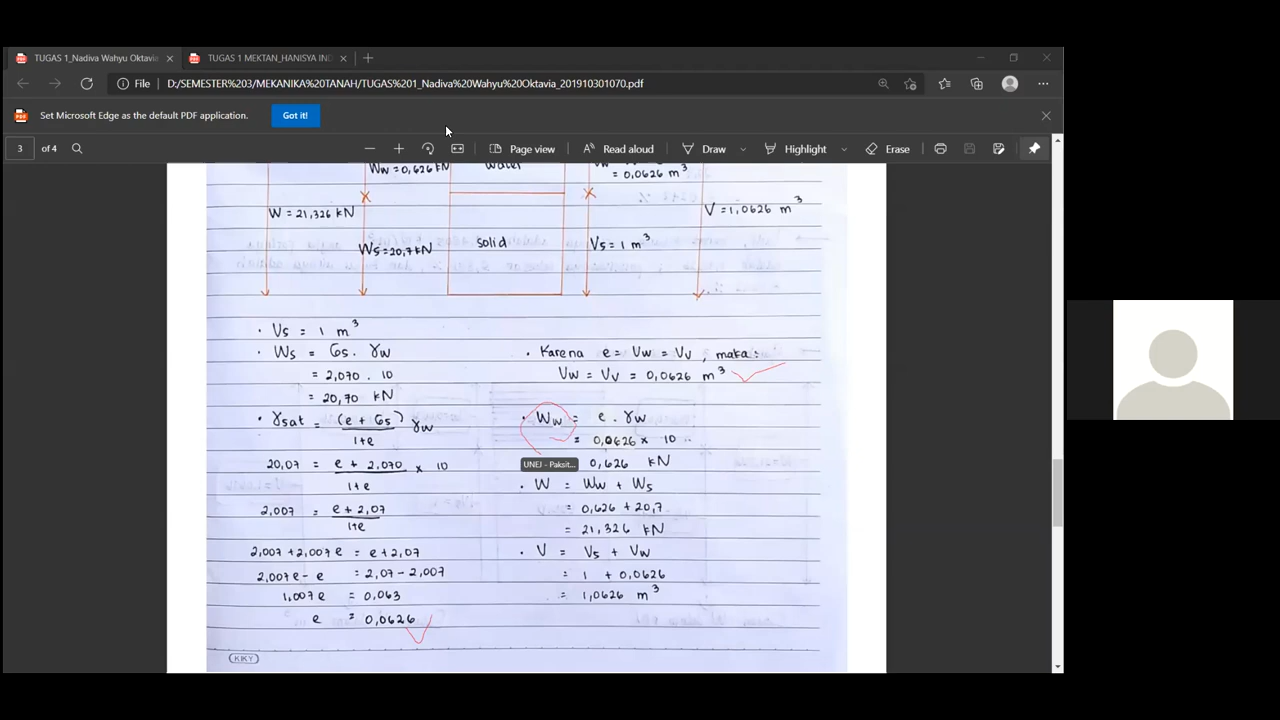 TUGAS 1_Nadiva Wahyu Oktavia
TUGAS 1 MEKTAN_HANISYA IND
File
D:/SEMESTER%203/MEKANIKA%20TANAH/TUGAS%201_Nadiva%20Wahyu%20Oktavia_201910301070.pdf
Set Microsoft Edge as the default PDF application.
Got it!
3 of 4
Page view
Read aloud
Draw
Highlight
Erase
Ww = 0,626 KN
water
= 0,0626 m³
W = 21,326 KN
V = 1,0626 m³
Ws = 20,7 KN
solid
Vs = 1 m³
· Vs = 1 m³
· Ws = Gs . γw
= 2,070 . 10
= 20,70 KN
· γsat = (e + Gs) γw
1+e
20,07 = e + 2,070 × 10
1+e
2,007 = e + 2,07
1+e
2,007 + 2,007 e = e + 2,07
2,007 e - e = 2,07 - 2,007
1,007 e = 0,063
e = 0,0626
· Karena e = Vw = Vv , maka :
Vw = Vv = 0,0626 m³
· Ww = e . γw
= 0,0626 × 10
UNEJ - Paksit...
0,626 KN
· W = Ww + Ws
= 0,626 + 20,7
= 21,326 KN
· V = Vs + Vw
= 1 + 0,0626
= 1,0626 m³
KKY